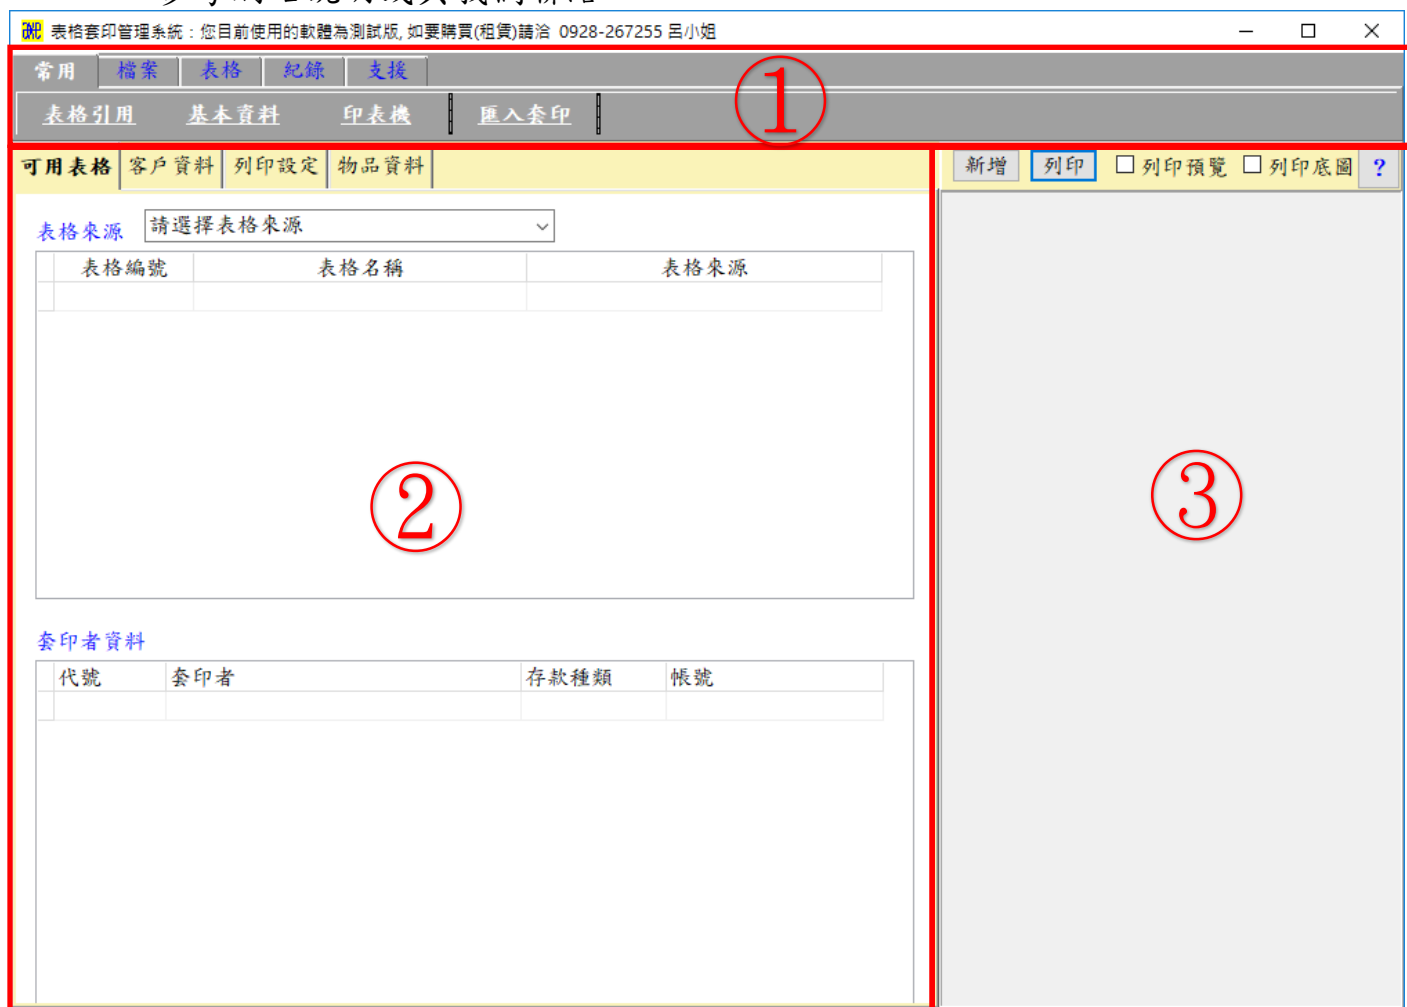 表格套印管理系統：您目前使用的軟體為測試版, 如要購買(租賃)請洽 0928-267255 呂小姐
常用 檔案 表格 紀錄 支援
表格引用 基本資料 印表機 匯入套印
①
可用表格 客戶資料 列印設定 物品資料
新增 列印 列印預覽 列印底圖 ?
表格來源 請選擇表格來源
表格編號 表格名稱 表格來源
②
③
套印者資料
代號 套印者 存款種類 帳號